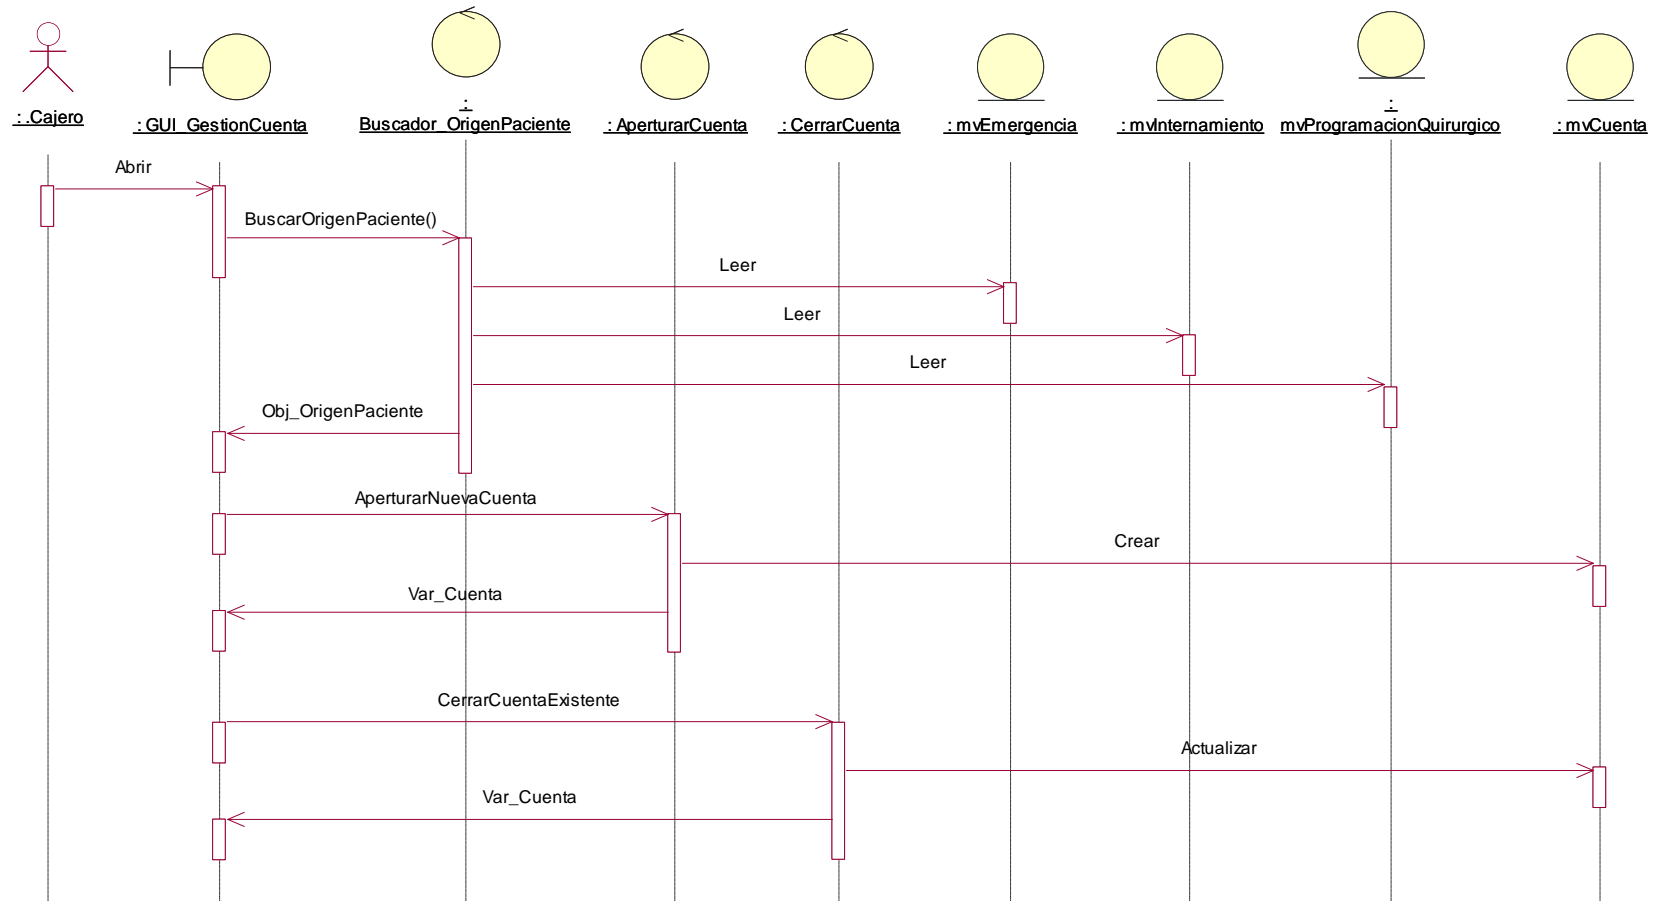 : .Cajero
: GUI_GestionCuenta
:
Buscador_OrigenPaciente
: AperturarCuenta
: CerrarCuenta
: mvEmergencia
: mvInternamiento
:
mvProgramacionQuirurgico
: mvCuenta
Abrir
BuscarOrigenPaciente()
Leer
Leer
Leer
Obj_OrigenPaciente
AperturarNuevaCuenta
Crear
Var_Cuenta
CerrarCuentaExistente
Actualizar
Var_Cuenta